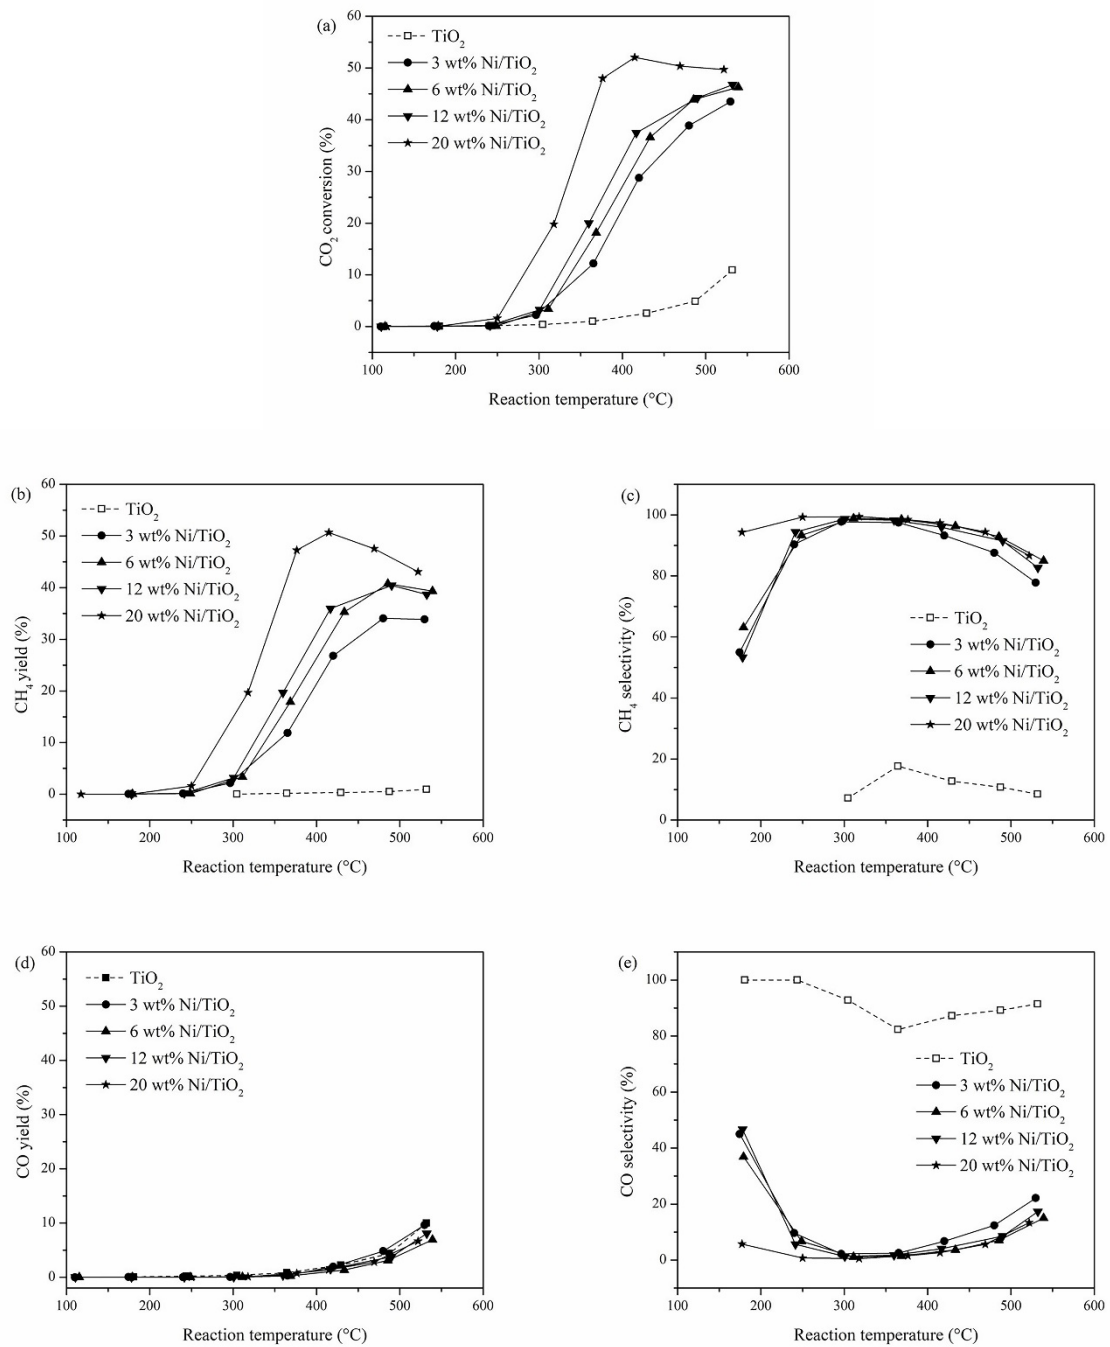 (a)
TiO₂
3 wt% Ni/TiO₂
6 wt% Ni/TiO₂
12 wt% Ni/TiO₂
20 wt% Ni/TiO₂
CO₂ conversion (%)
60
50
40
30
20
10
0
100 200 300 400 500 600
Reaction temperature (°C)
(b)
TiO₂
3 wt% Ni/TiO₂
6 wt% Ni/TiO₂
12 wt% Ni/TiO₂
20 wt% Ni/TiO₂
CH₄ yield (%)
60
50
40
30
20
10
0
100 200 300 400 500 600
Reaction temperature (°C)
(c)
TiO₂
3 wt% Ni/TiO₂
6 wt% Ni/TiO₂
12 wt% Ni/TiO₂
20 wt% Ni/TiO₂
CH₄ selectivity (%)
100
80
60
40
20
0
100 200 300 400 500 600
Reaction temperature (°C)
(d)
TiO₂
3 wt% Ni/TiO₂
6 wt% Ni/TiO₂
12 wt% Ni/TiO₂
20 wt% Ni/TiO₂
CO yield (%)
60
50
40
30
20
10
0
100 200 300 400 500 600
Reaction temperature (°C)
(e)
TiO₂
3 wt% Ni/TiO₂
6 wt% Ni/TiO₂
12 wt% Ni/TiO₂
20 wt% Ni/TiO₂
CO selectivity (%)
100
80
60
40
20
0
100 200 300 400 500 600
Reaction temperature (°C)